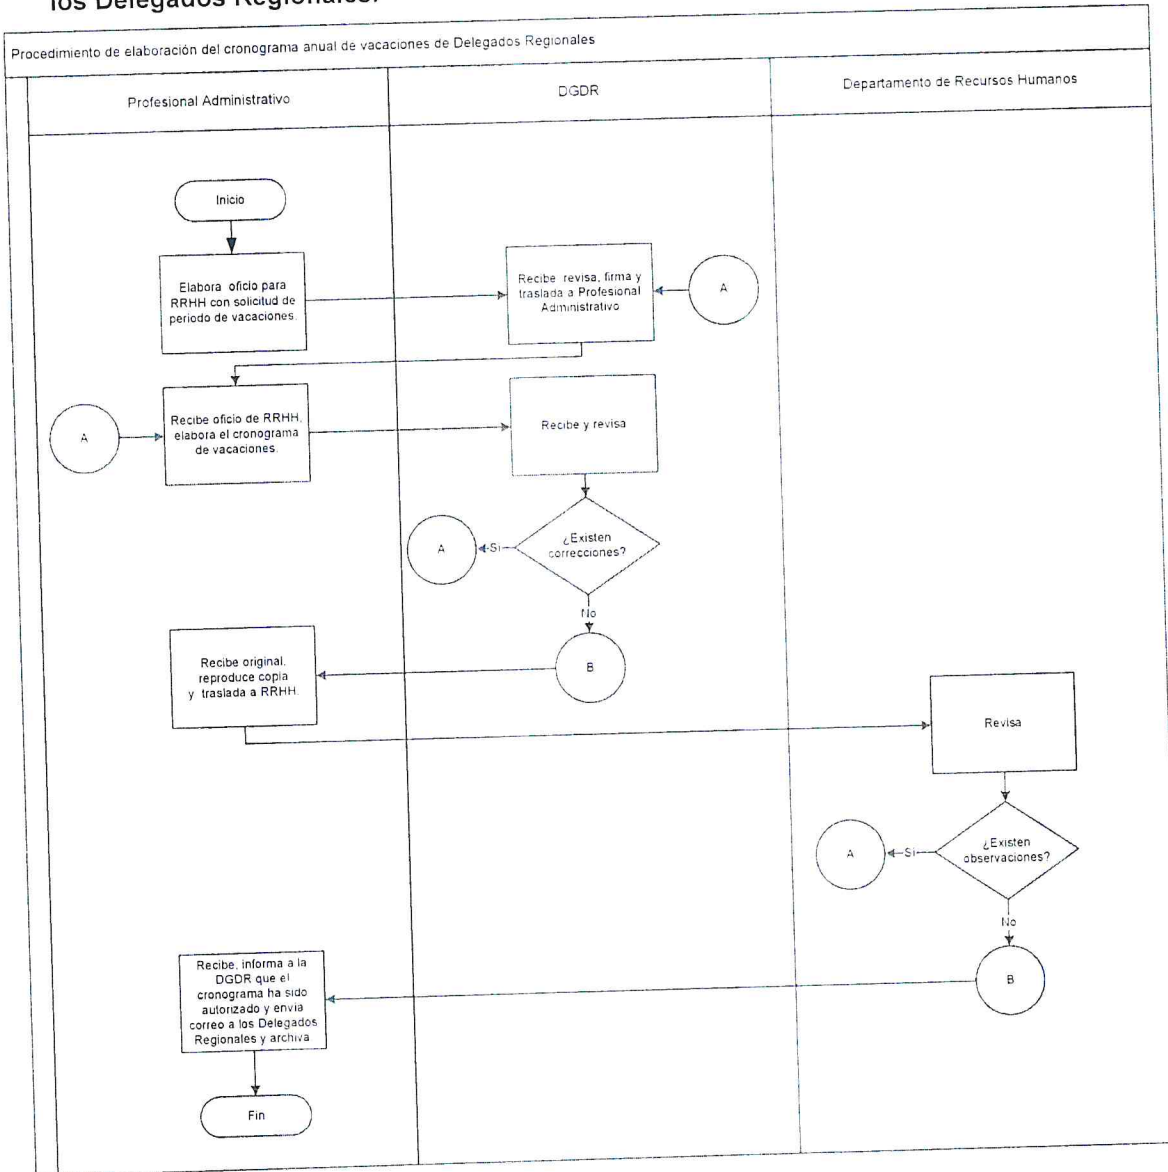 los Delegados Regionales.
Procedimiento de elaboración del cronograma anual de vacaciones de Delegados Regionales
Profesional Administrativo
DGDR
Departamento de Recursos Humanos
Inicio
Elabora oficio para
RRHH con solicitud de
periodo de vacaciones.
Recibe revisa, firma y
traslada a Profesional
Administrativo
A
A
Recibe oficio de RRHH,
elabora el cronograma
de vacaciones.
Recibe y revisa
A
Si
¿Existen
correcciones?
No
B
Recibe original,
reproduce copia
y traslada a RRHH.
Revisa
A
Si
¿Existen
observaciones?
No
B
Recibe, informa a la
DGDR que el
cronograma ha sido
autorizado y envia
correo a los Delegados
Regionales y archiva
Fin